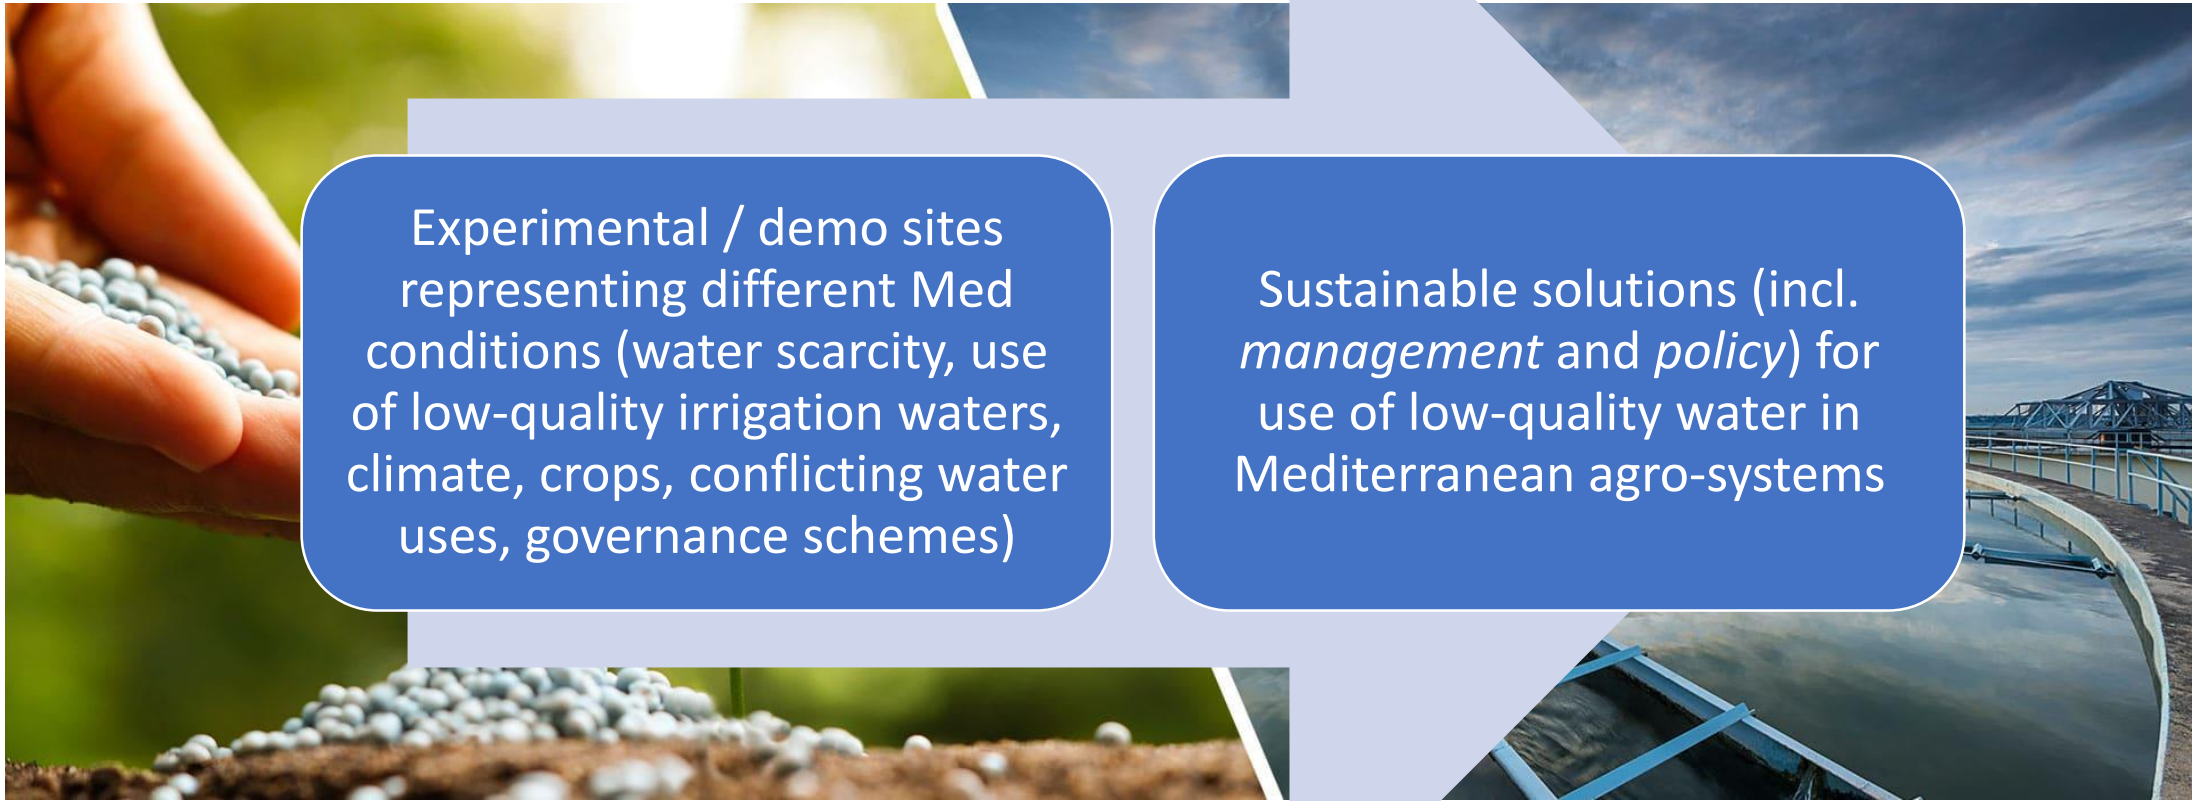 Experimental / demo sites
representing different Med
conditions (water scarcity, use
of low-quality irrigation waters,
climate, crops, conflicting water
uses, governance schemes)
Sustainable solutions (incl.
management and policy) for
use of low-quality water in
Mediterranean agro-systems